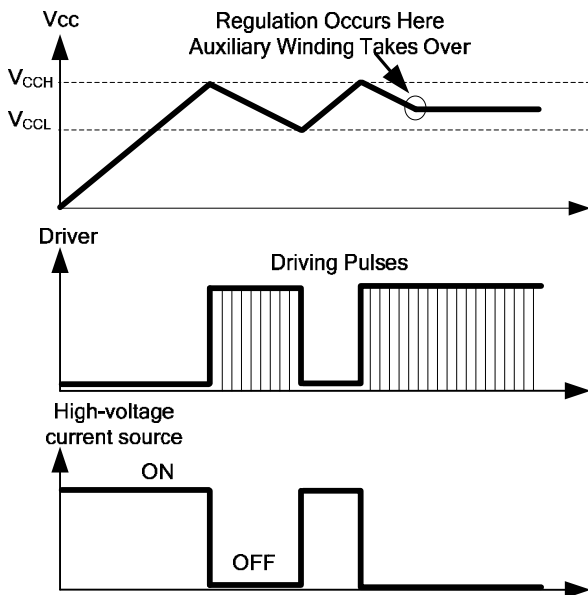 Vcc
Regulation Occurs Here
Auxiliary Winding Takes Over
VCCH
VCCL
Driver
Driving Pulses
High-voltage
current source
ON
OFF